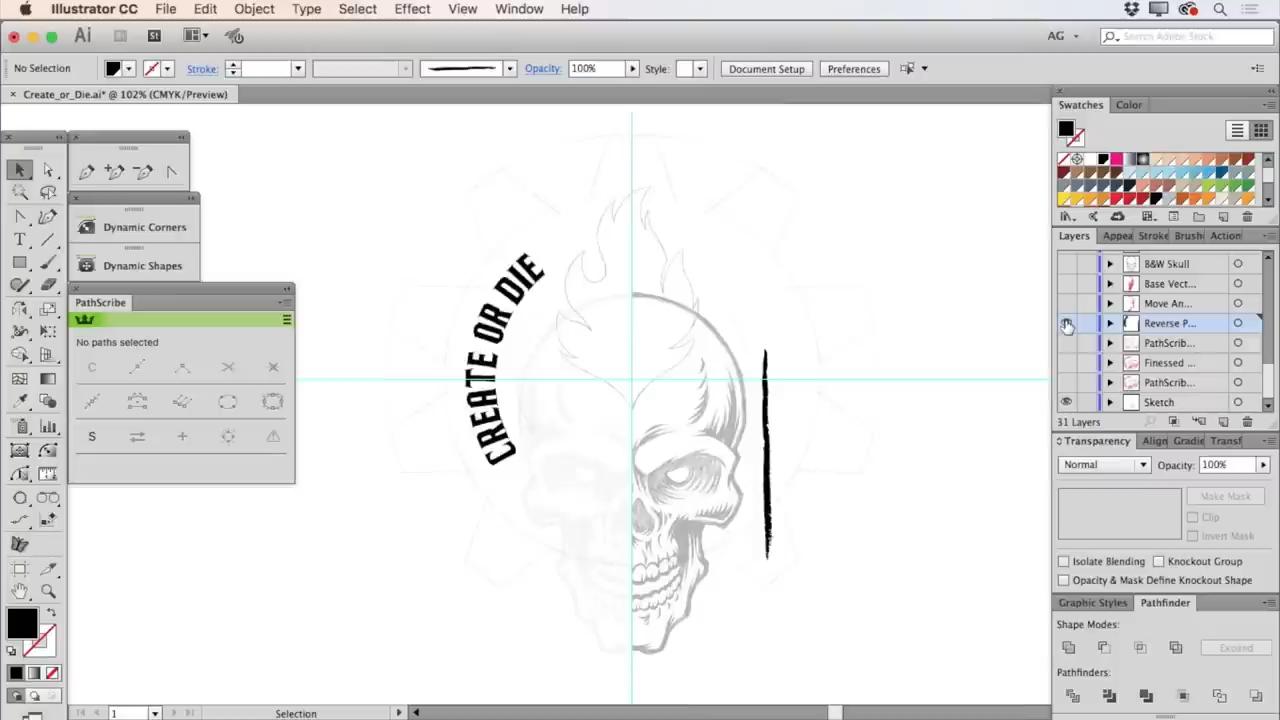 Illustrator CC File Edit Object Type Select Effect View Window Help
Ai St AG Search Adobe Stock
No Selection Stroke: Opacity: 100% Style: Document Setup Preferences
× Create_or_Die.ai* @ 102% (CMYK/Preview)
Swatches Color
Dynamic Corners
Dynamic Shapes
PathScribe
No paths selected
CREATE OR DIE
Layers Appea Stroke Brush Action
B&W Skull
Base Vect...
Move An...
Reverse P...
PathScrib...
Finessed ...
PathScrib...
Sketch
31 Layers
Transparency Align Gradie Transf
Normal Opacity: 100%
Make Mask
Clip
Invert Mask
Isolate Blending Knockout Group
Opacity & Mask Define Knockout Shape
Graphic Styles Pathfinder
Shape Modes:
Expand
Pathfinders:
1 Selection